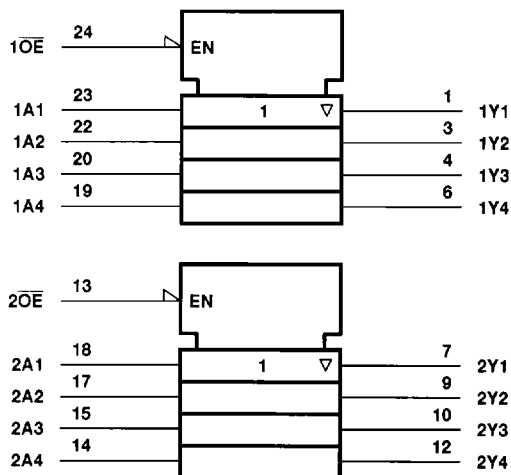 1O̅E̅ 24 EN
1A1 23 1 ▽ 1 1Y1
1A2 22 3 1Y2
1A3 20 4 1Y3
1A4 19 6 1Y4
2O̅E̅ 13 EN
2A1 18 1 ▽ 7 2Y1
2A2 17 9 2Y2
2A3 15 10 2Y3
2A4 14 12 2Y4